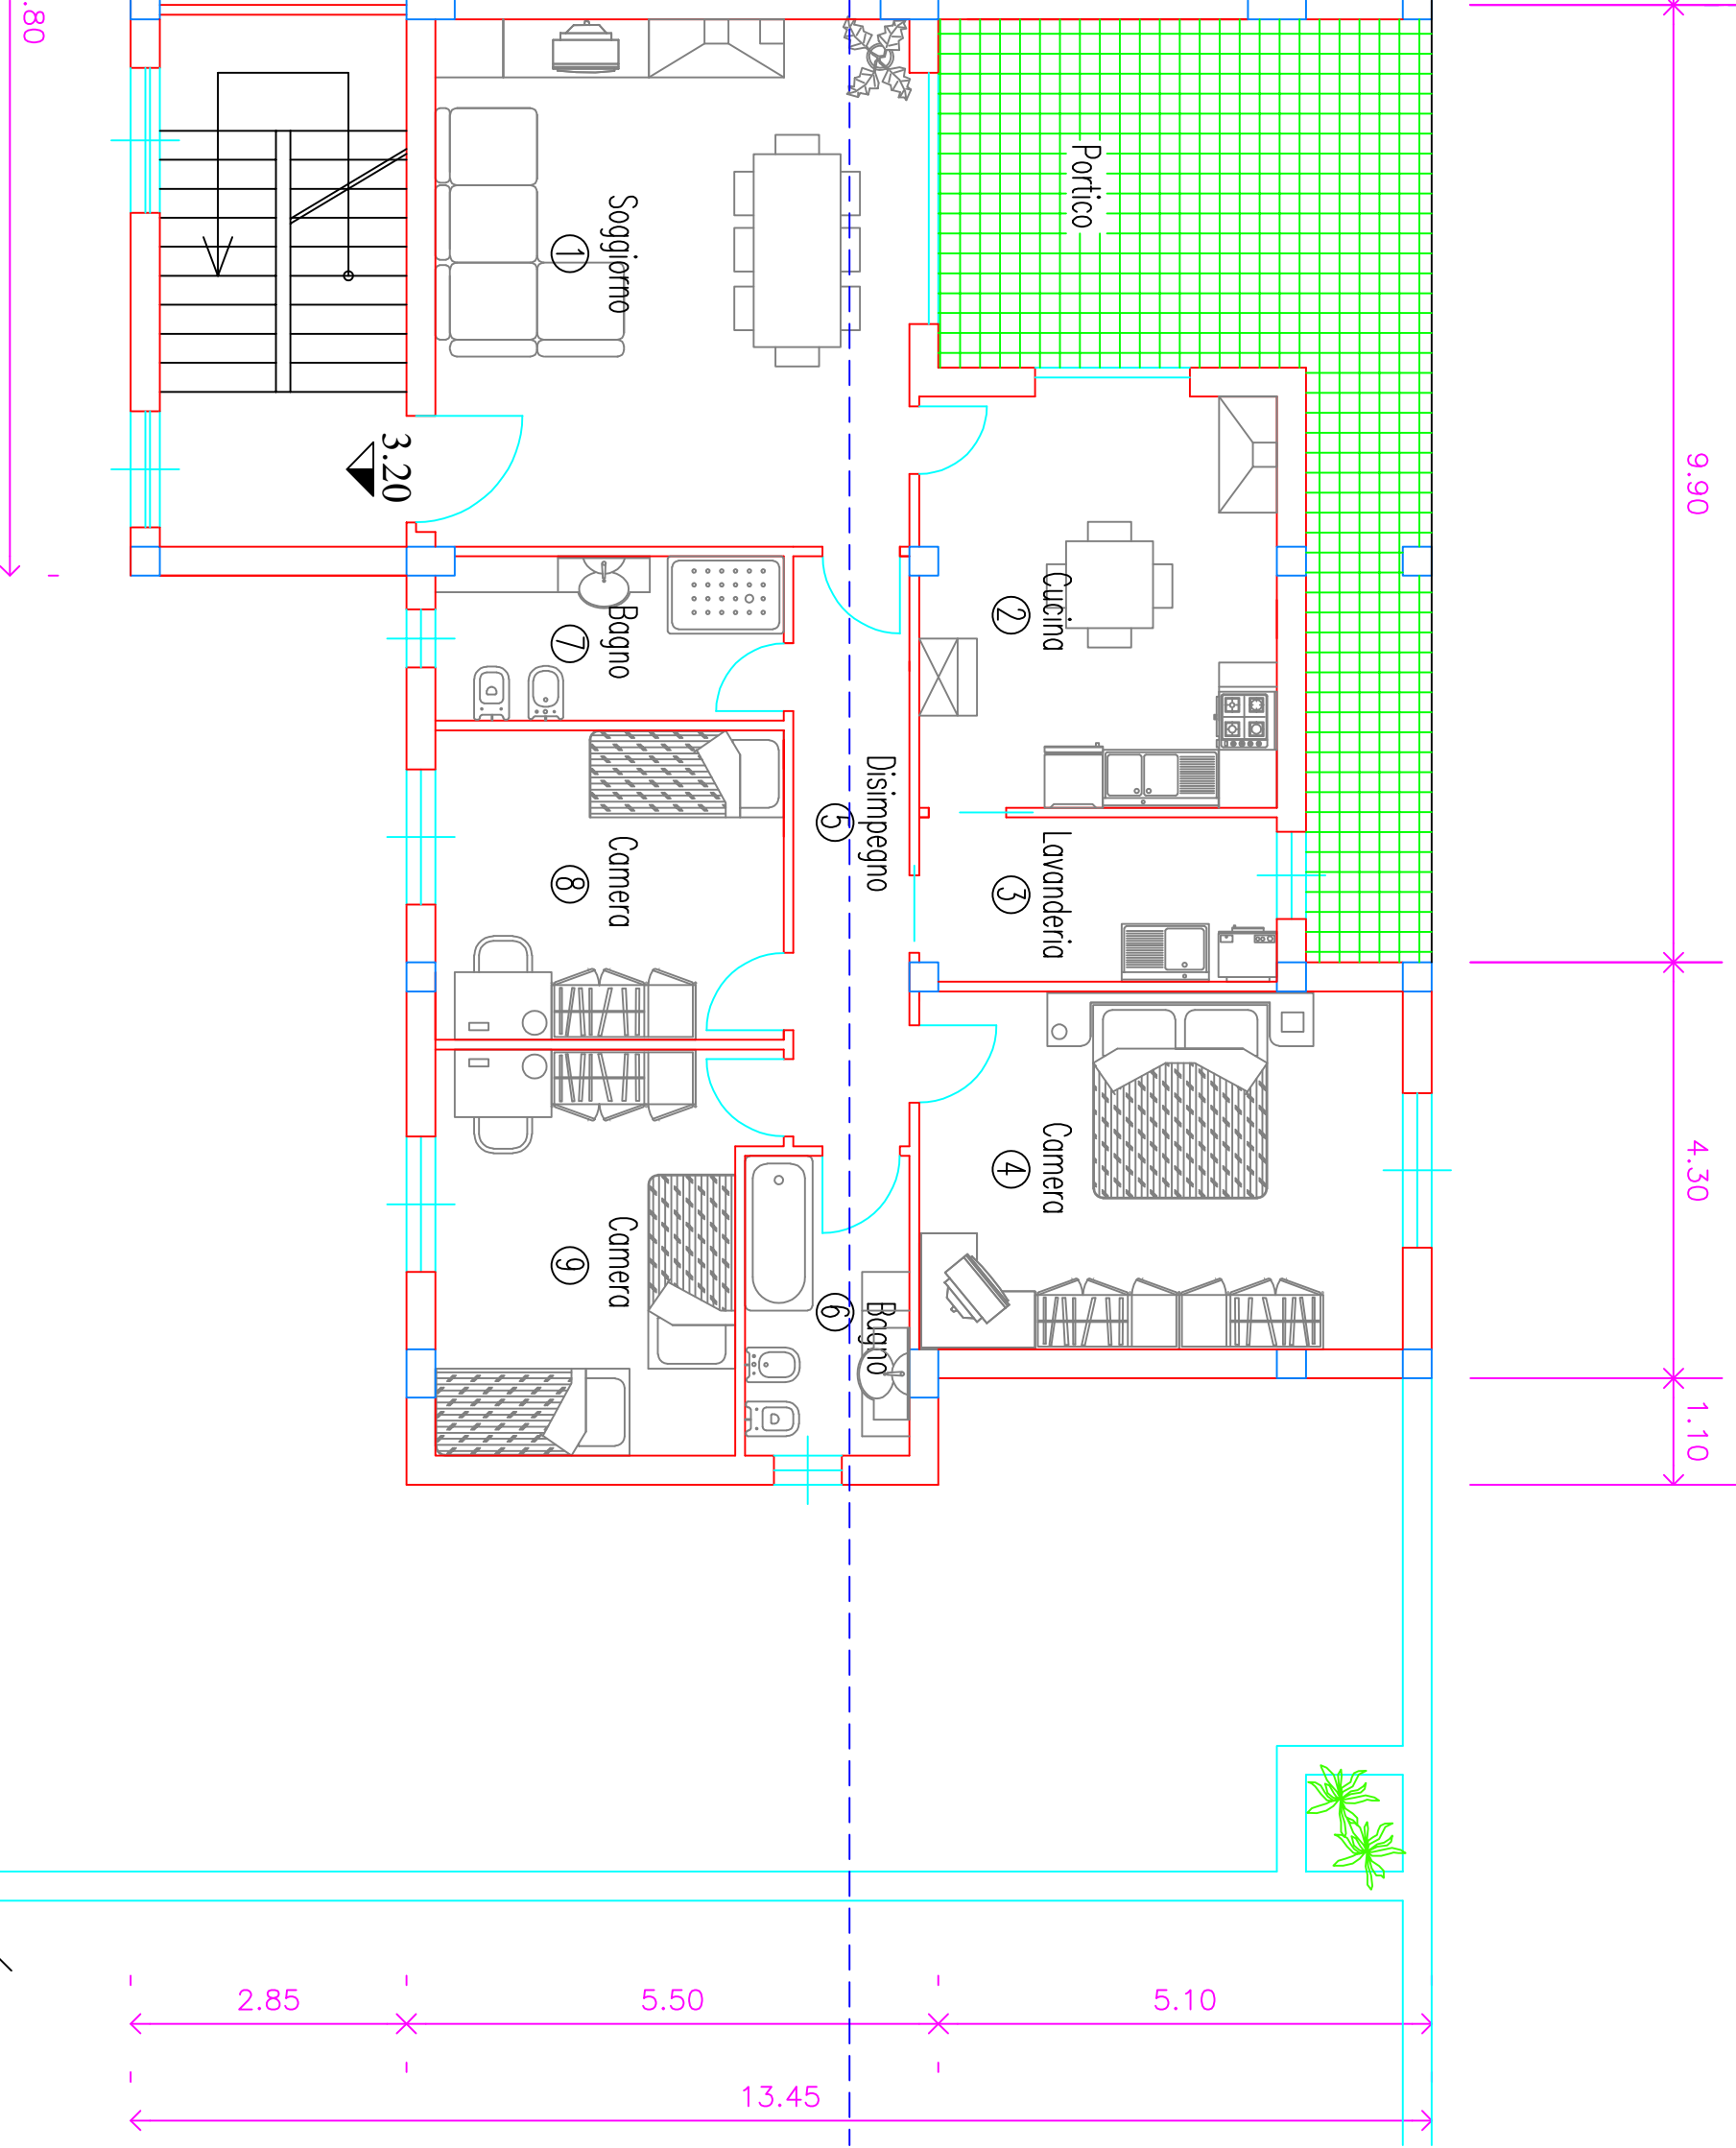 .80
Soggiorno
1
Portico
9.90
3.20
Cucina
2
Bagno
7
Disimpegno
5
Camera
8
Lavanderia
3
Camera
4
4.30
Camera
9
Bagno
6
1.10
2.85
5.50
5.10
13.45